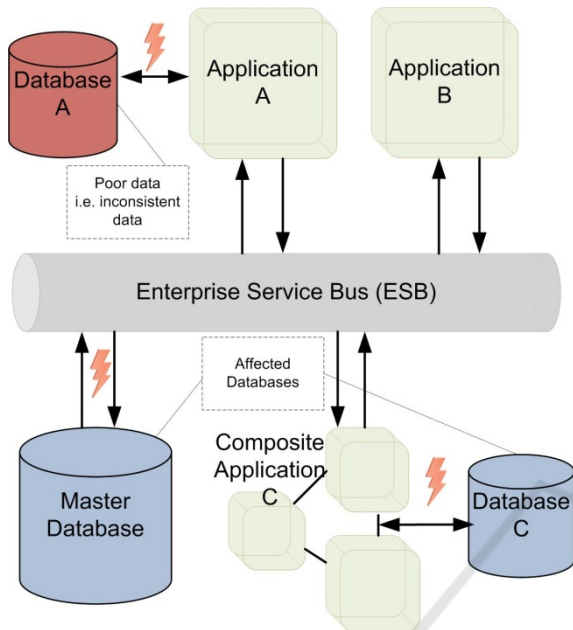 Database
A
Application
A
Application
B
Poor data
i.e. inconsistent
data
Enterprise Service Bus (ESB)
Affected
Databases
Composite
Application
C
Master
Database
Database
C